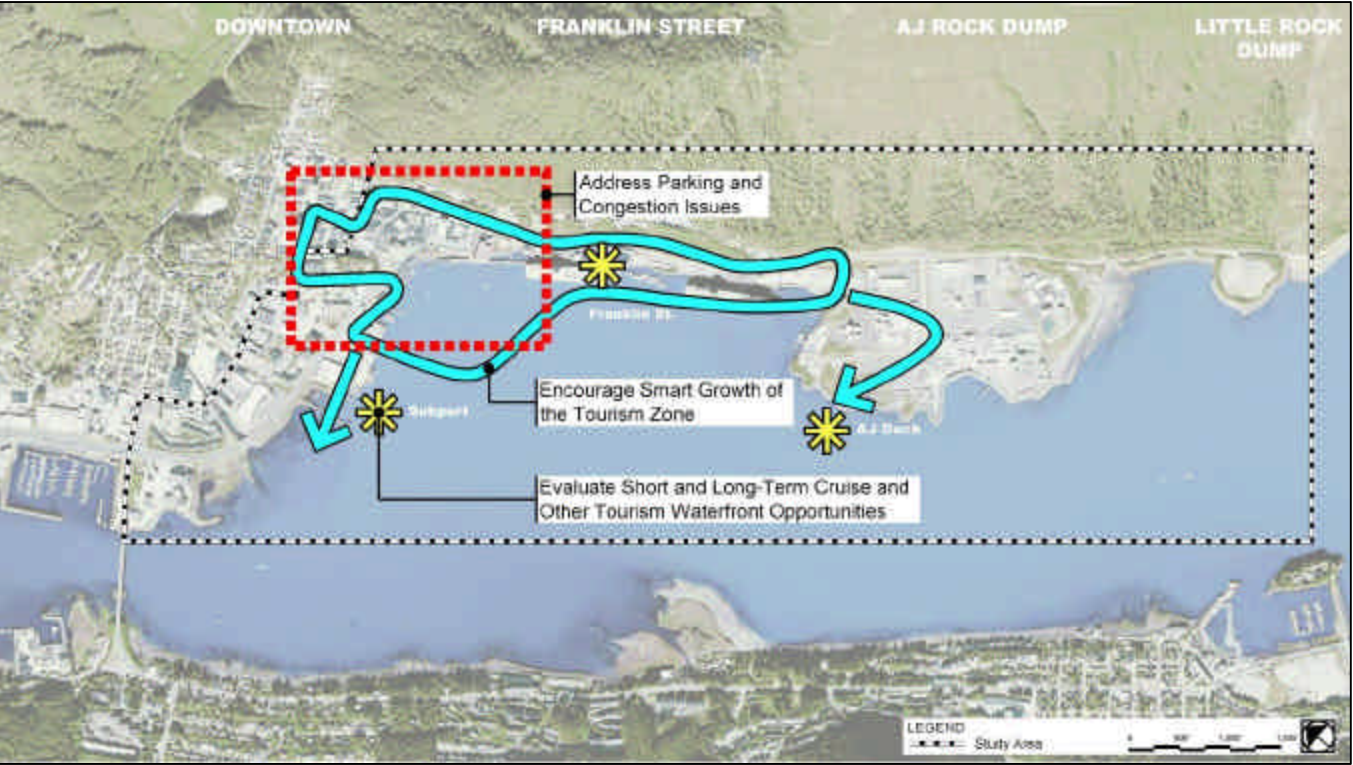 DOWNTOWN
FRANKLIN STREET
AJ ROCK DUMP
LITTLE ROCK
DUMP
Address Parking and
Congestion Issues
Franklin St.
Encourage Smart Growth of
the Tourism Zone
Subport
AJ Dock
Evaluate Short and Long-Term Cruise and
Other Tourism Waterfront Opportunities
LEGEND
Study Area
0